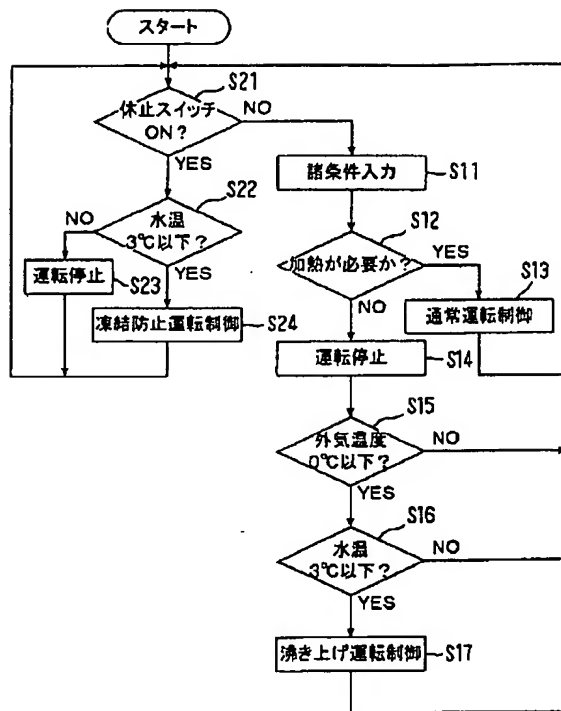 スタート
S21
休止スイッチ
ON?
NO
YES
S22
水温
3℃以下?
NO
YES
運転停止
S23
凍結防止運転制御
S24
諸条件入力
S11
S12
加熱が必要か?
YES
NO
S13
通常運転制御
運転停止
S14
S15
外気温度
0℃以下?
NO
YES
S16
水温
3℃以下?
NO
YES
沸き上げ運転制御
S17